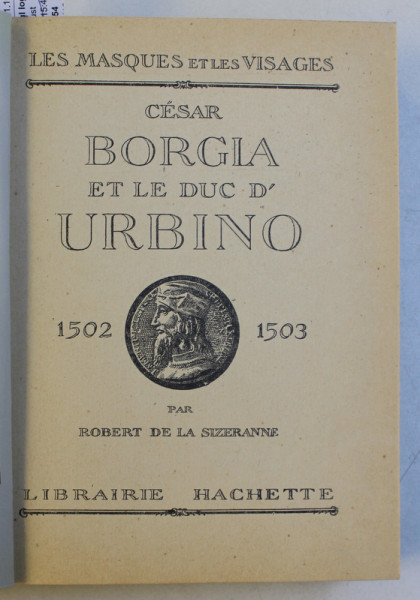 LES MASQUES ET LES VISAGES
CÉSAR
BORGIA
ET LE DUC D'
URBINO
1502 1503
PAR
ROBERT DE LA SIZERANNE
LIBRAIRIE HACHETTE